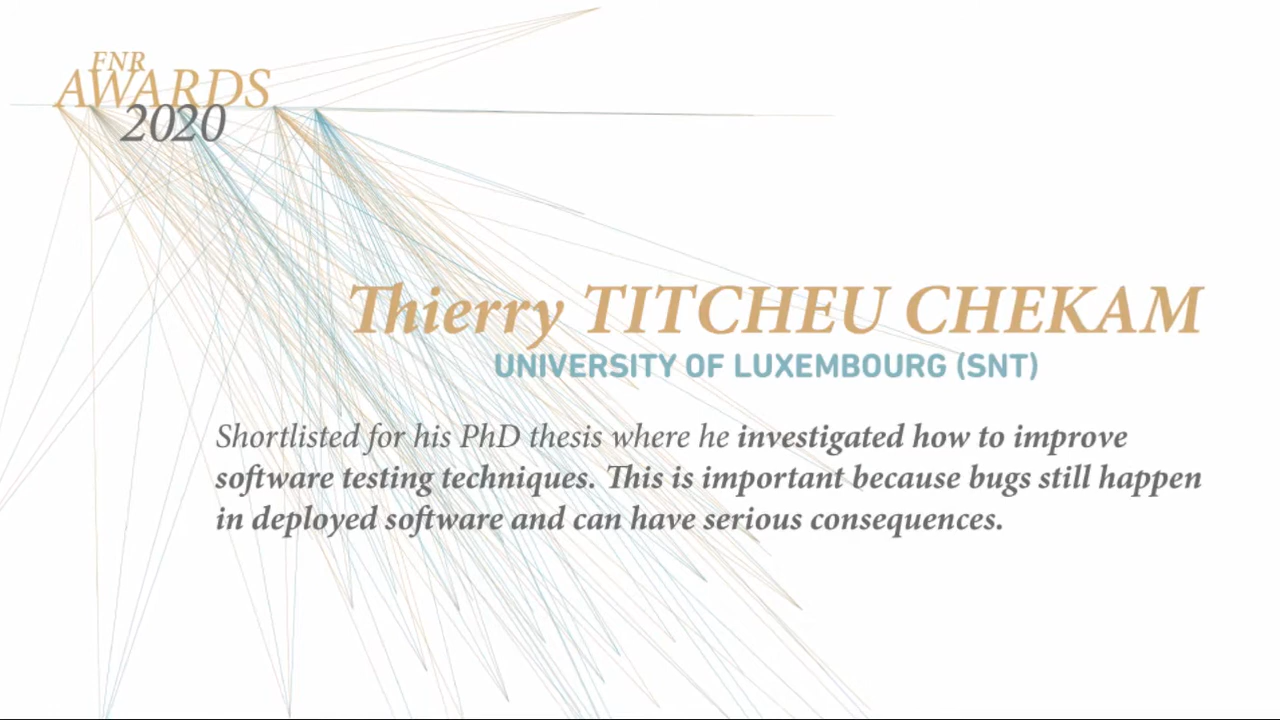 FNR
AWARDS
2020
Thierry TITCHEU CHEKAM
UNIVERSITY OF LUXEMBOURG (SNT)
Shortlisted for his PhD thesis where he investigated how to improve
software testing techniques. This is important because bugs still happen
in deployed software and can have serious consequences.